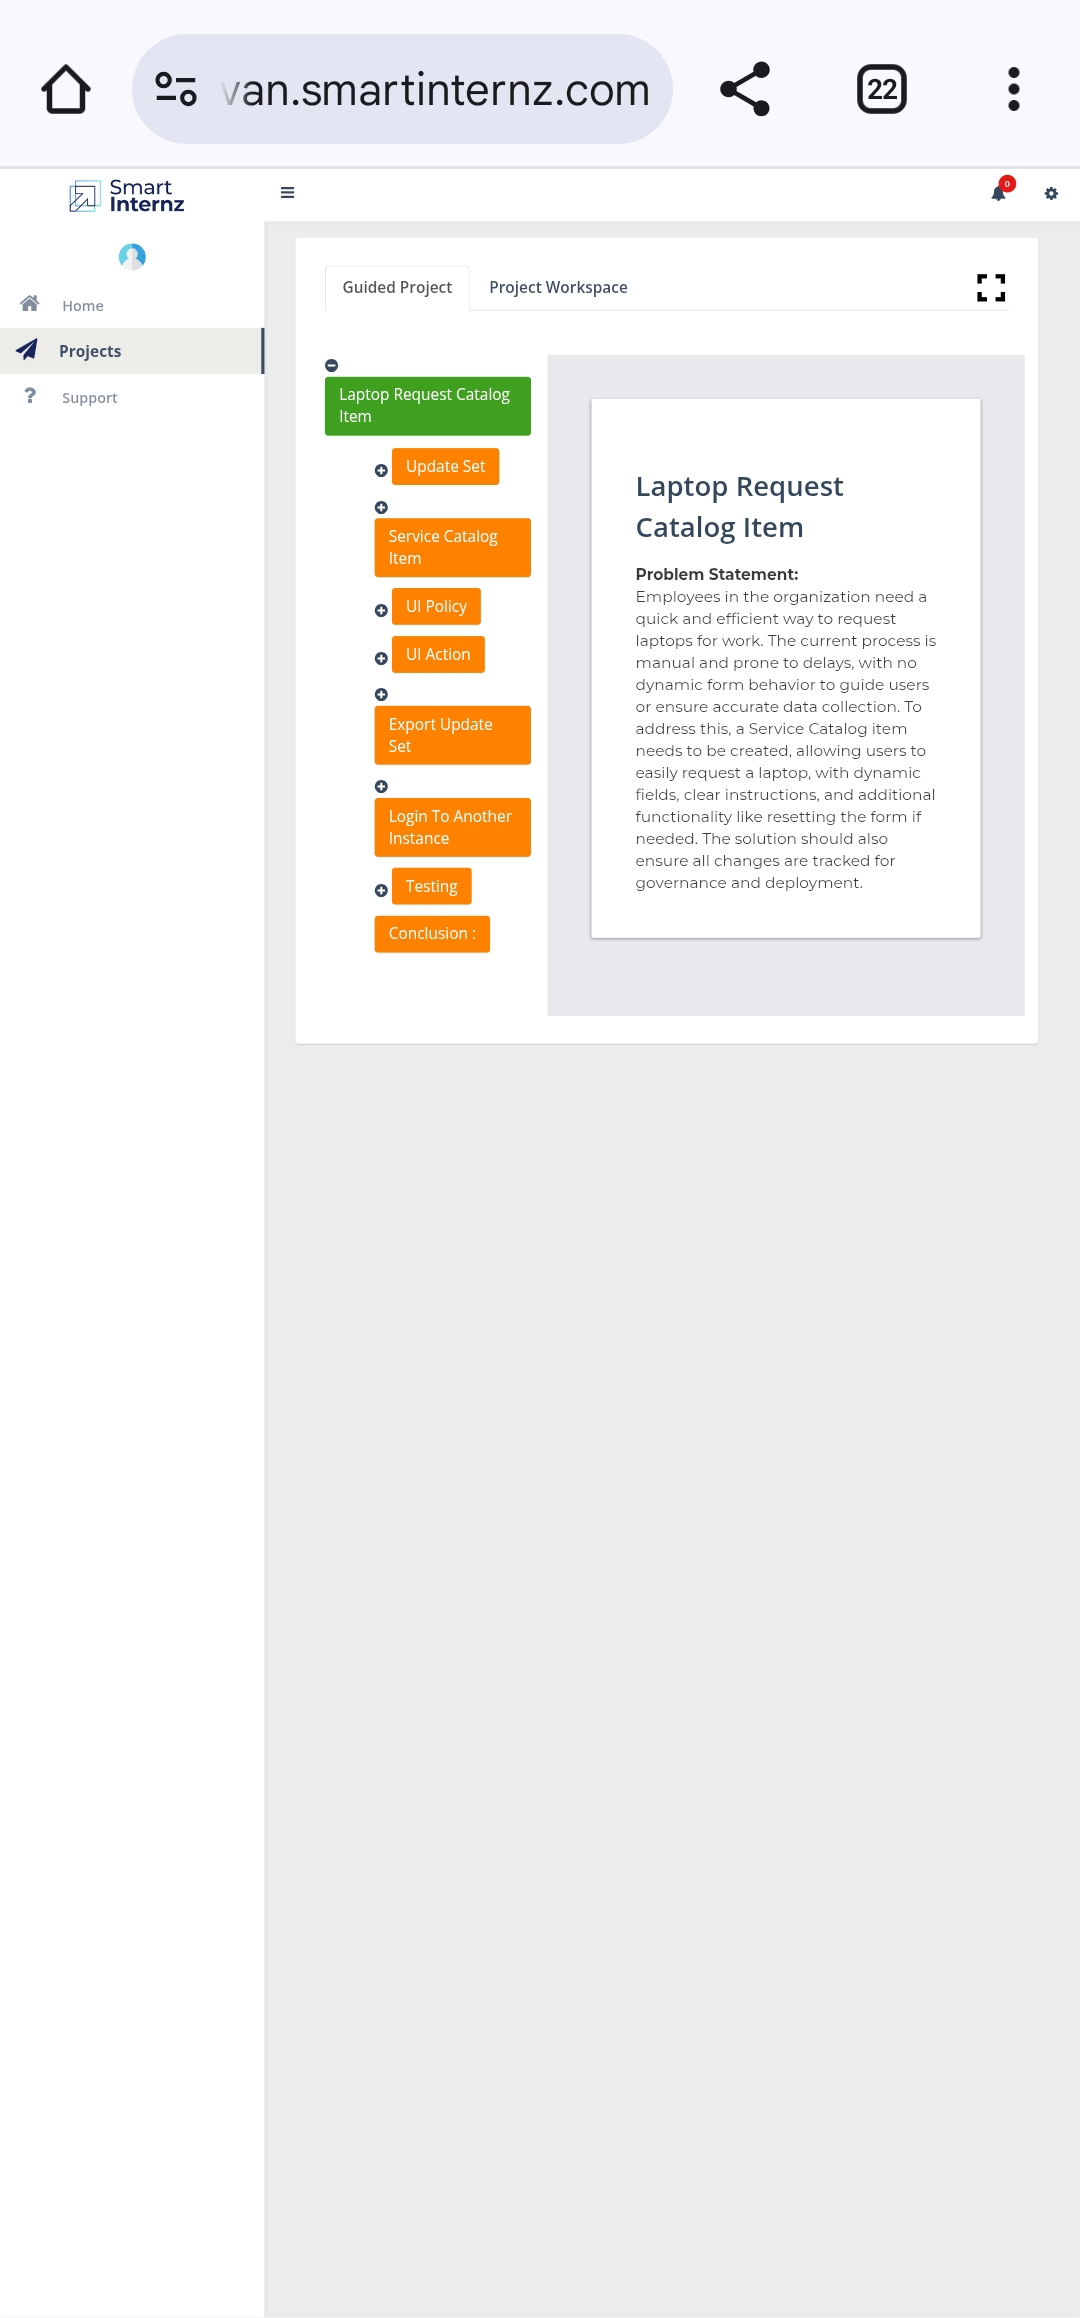 van.smartinternz.com
22
Smart
Internz
0
Home
Projects
Support
Guided Project
Project Workspace
Laptop Request Catalog
Item
Update Set
Service Catalog
Item
UI Policy
UI Action
Export Update
Set
Login To Another
Instance
Testing
Conclusion :
Laptop Request
Catalog Item
Problem Statement:
Employees in the organization need a
quick and efficient way to request
laptops for work. The current process is
manual and prone to delays, with no
dynamic form behavior to guide users
or ensure accurate data collection. To
address this, a Service Catalog item
needs to be created, allowing users to
easily request a laptop, with dynamic
fields, clear instructions, and additional
functionality like resetting the form if
needed. The solution should also
ensure all changes are tracked for
governance and deployment.